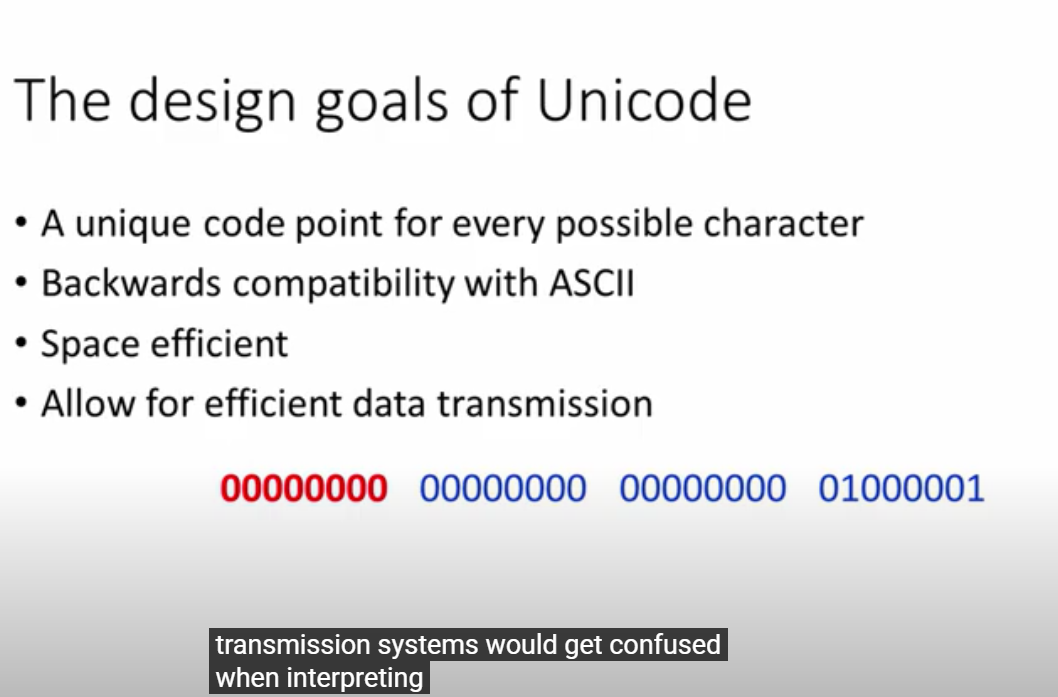 The design goals of Unicode
• A unique code point for every possible character
• Backwards compatibility with ASCII
• Space efficient
• Allow for efficient data transmission
00000000 00000000 00000000 01000001
transmission systems would get confused
when interpreting